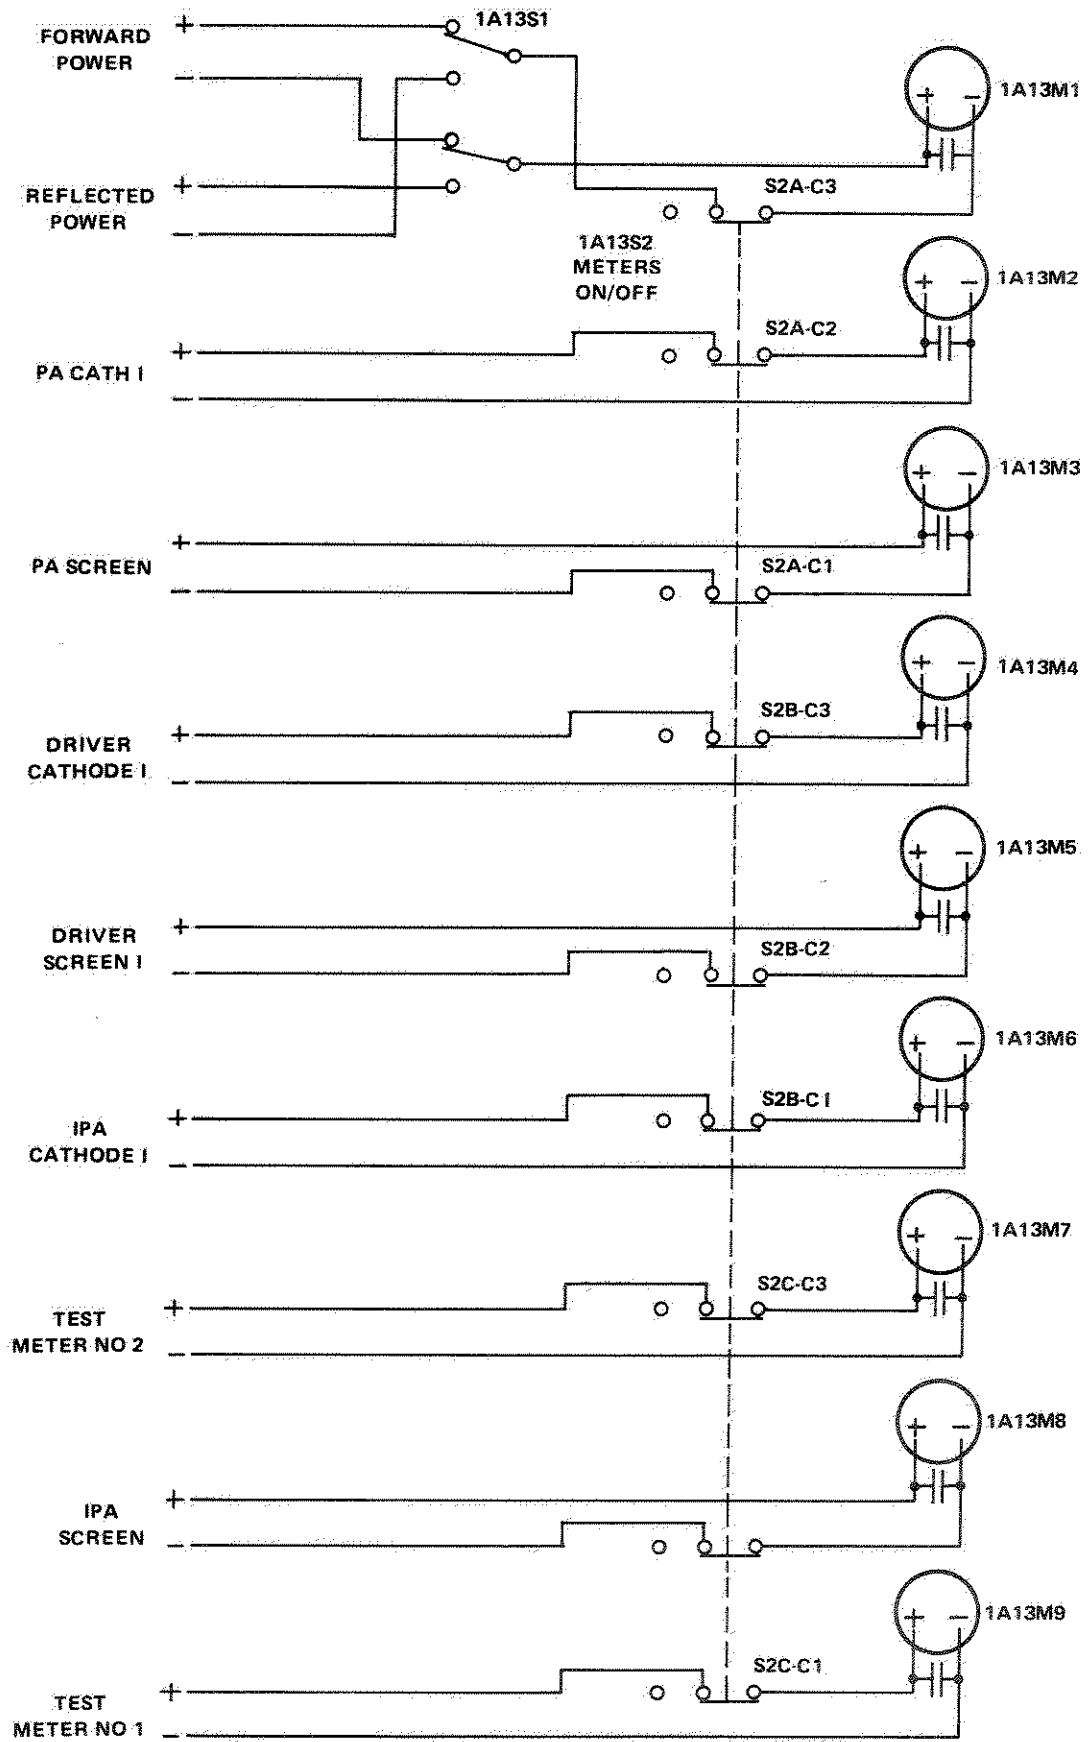 1A13S1
+
FORWARD
POWER
-
+ -
1A13M1
+
REFLECTED
POWER
-
S2A-C3
1A13S2
METERS
ON/OFF
+ -
1A13M2
S2A-C2
+
PA CATH I
-
+ -
1A13M3
+
PA SCREEN
-
S2A-C1
+ -
1A13M4
S2B-C3
+
DRIVER
CATHODE I
-
+ -
1A13M5
+
DRIVER
SCREEN I
-
S2B-C2
+ -
1A13M6
S2B-C1
+
IPA
CATHODE I
-
+ -
1A13M7
S2C-C3
+
TEST
METER NO 2
-
+ -
1A13M8
+
IPA
SCREEN
-
+ -
1A13M9
S2C-C1
+
TEST
METER NO 1
-